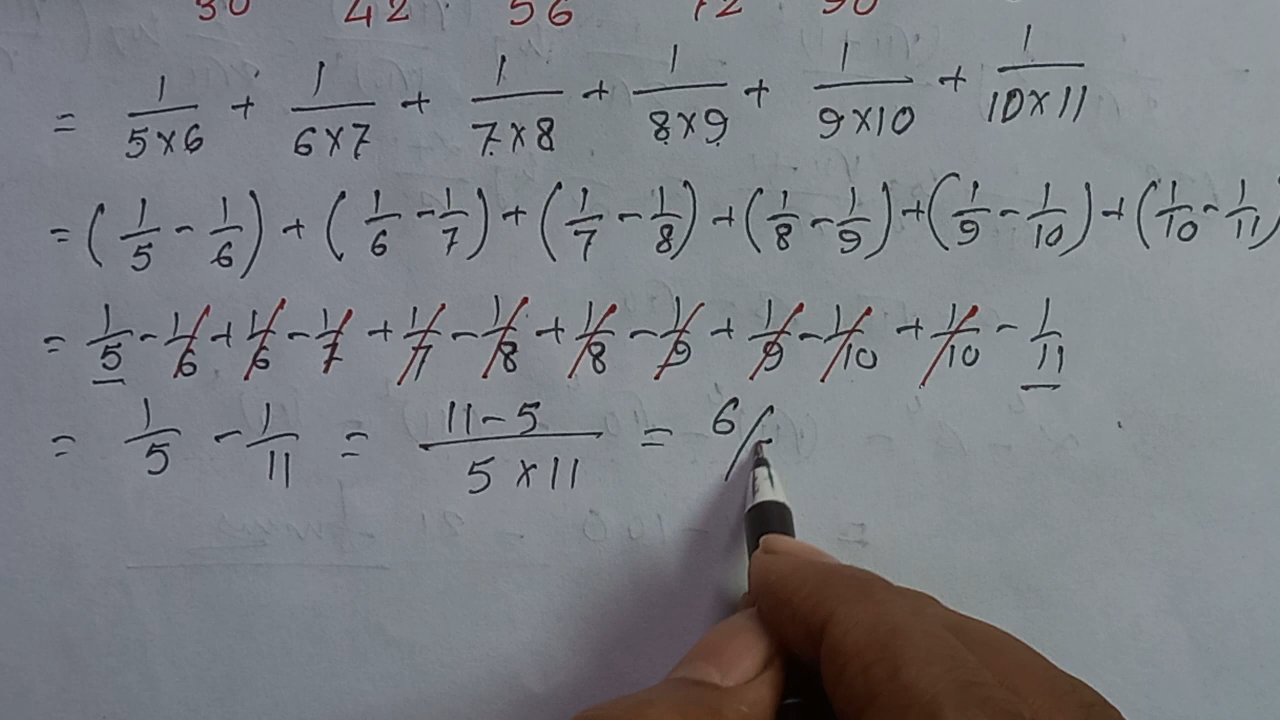 30 42 56 72 90
= 1/5×6 + 1/6×7 + 1/7×8 + 1/8×9 + 1/9×10 + 1/10×11
= (1/5 - 1/6) + (1/6 - 1/7) + (1/7 - 1/8) + (1/8 - 1/9) + (1/9 - 1/10) + (1/10 - 1/11)
= 1/5 - 1/6 + 1/6 - 1/7 + 1/7 - 1/8 + 1/8 - 1/9 + 1/9 - 1/10 + 1/10 - 1/11
= 1/5 - 1/11 = 11-5/5×11 = 6/